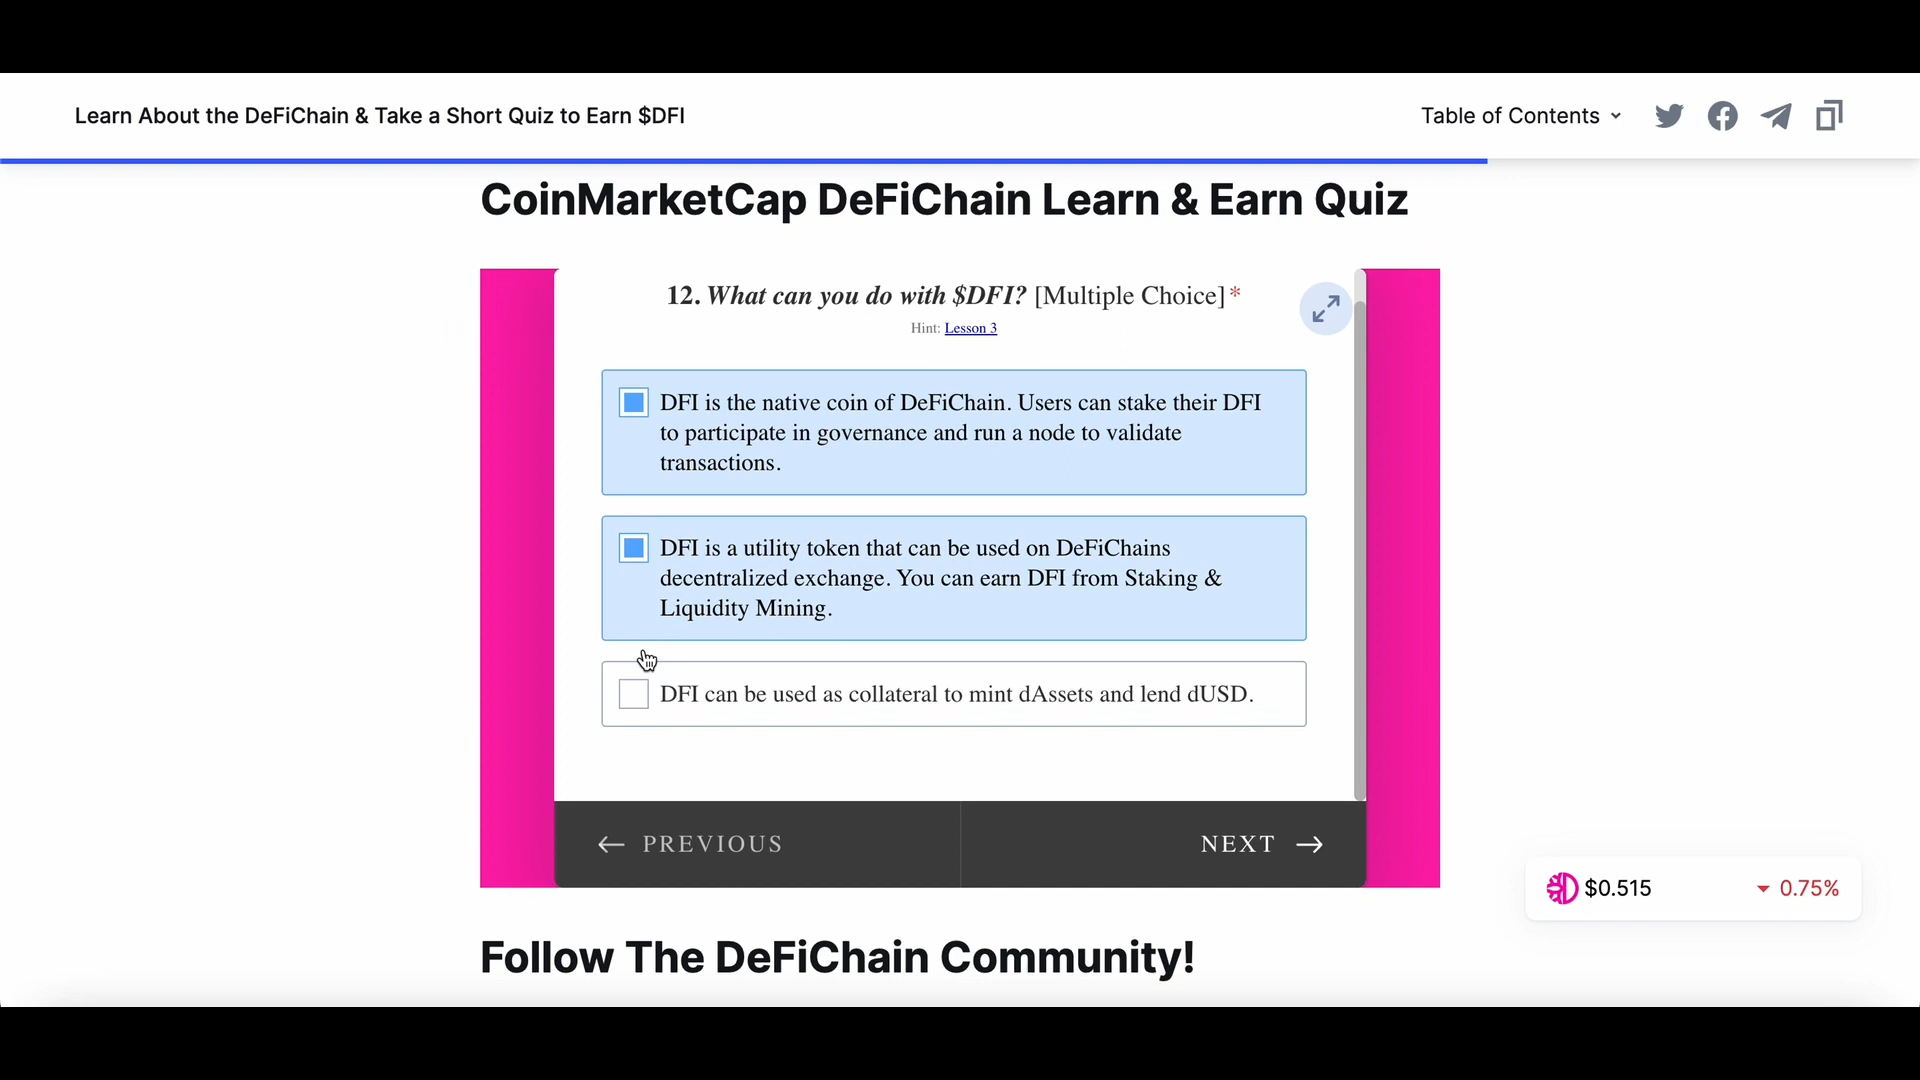 Learn About the DeFiChain & Take a Short Quiz to Earn $DFI
Table of Contents
CoinMarketCap DeFiChain Learn & Earn Quiz
12. What can you do with $DFI? [Multiple Choice]*
Hint: Lesson 3
DFI is the native coin of DeFiChain. Users can stake their DFI
to participate in governance and run a node to validate
transactions.
DFI is a utility token that can be used on DeFiChains
decentralized exchange. You can earn DFI from Staking &
Liquidity Mining.
DFI can be used as collateral to mint dAssets and lend dUSD.
← PREVIOUS
NEXT →
$0.515
0.75%
Follow The DeFiChain Community!